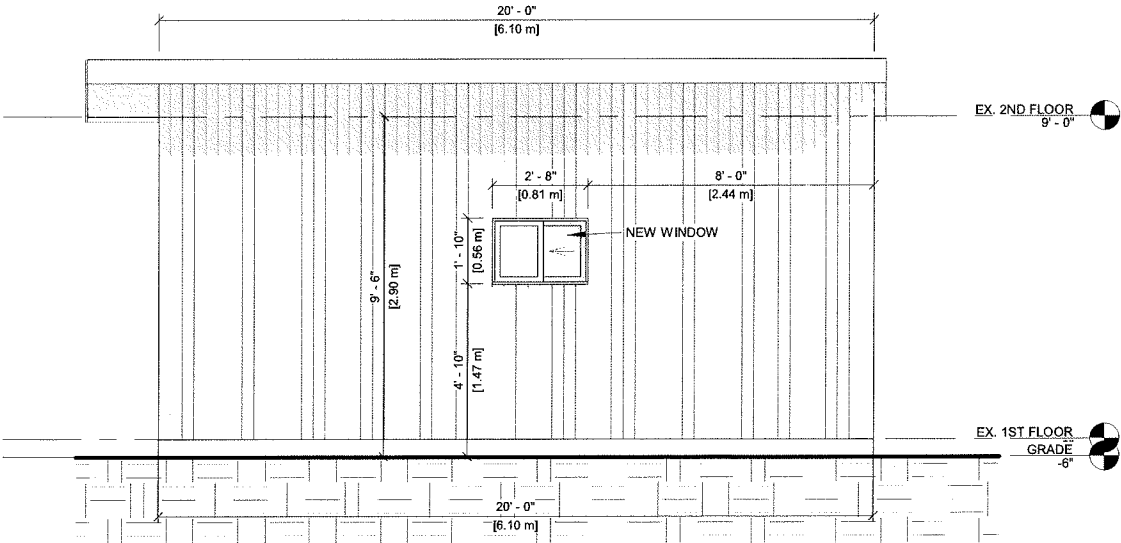 20' - 0"
[6.10 m]
EX. 2ND FLOOR
9' - 0"
2' - 8"
[0.81 m]
8' - 0"
[2.44 m]
NEW WINDOW
1' - 10"
[0.56 m]
9' - 6"
[2.90 m]
4' - 10"
[1.47 m]
EX. 1ST FLOOR
GRADE
-6"
20' - 0"
[6.10 m]